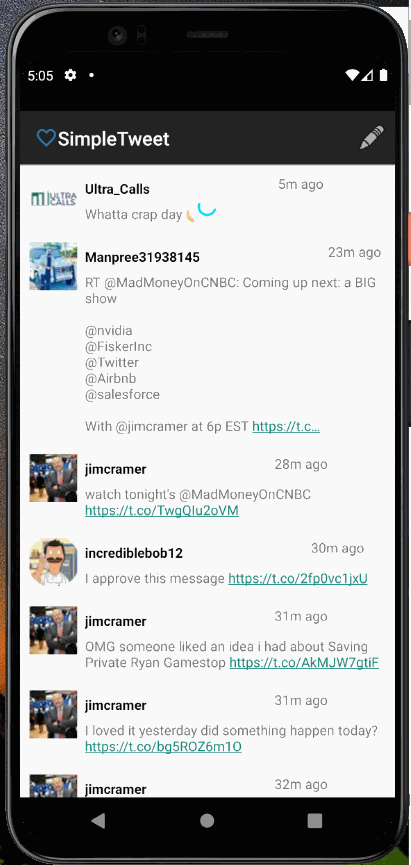 5:05
SimpleTweet
ULTRA
CALLS
Ultra_Calls
5m ago
Whatta crap day
Manpree31938145
23m ago
RT @MadMoneyOnCNBC: Coming up next: a BIG
show
@nvidia
@FiskerInc
@Twitter
@Airbnb
@salesforce
With @jimcramer at 6p EST https://t.c…
jimcramer
28m ago
watch tonight's @MadMoneyOnCNBC
https://t.co/TwgQIu2oVM
incrediblebob12
30m ago
I approve this message https://t.co/2fp0vc1jxU
jimcramer
31m ago
OMG someone liked an idea i had about Saving
Private Ryan Gamestop https://t.co/AkMJW7gtiF
jimcramer
31m ago
I loved it yesterday did something happen today?
https://t.co/bg5ROZ6m1O
jimcramer
32m ago